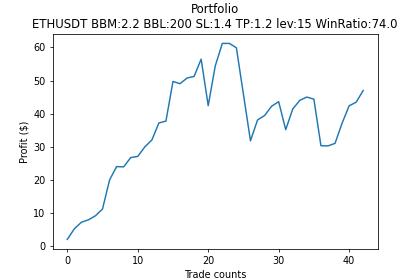 Portfolio
ETHUSDT BBM:2.2 BBL:200 SL:1.4 TP:1.2 lev:15 WinRatio:74.0
60
50
40
30
20
10
0
Profit ($)
0 10 20 30 40
Trade counts